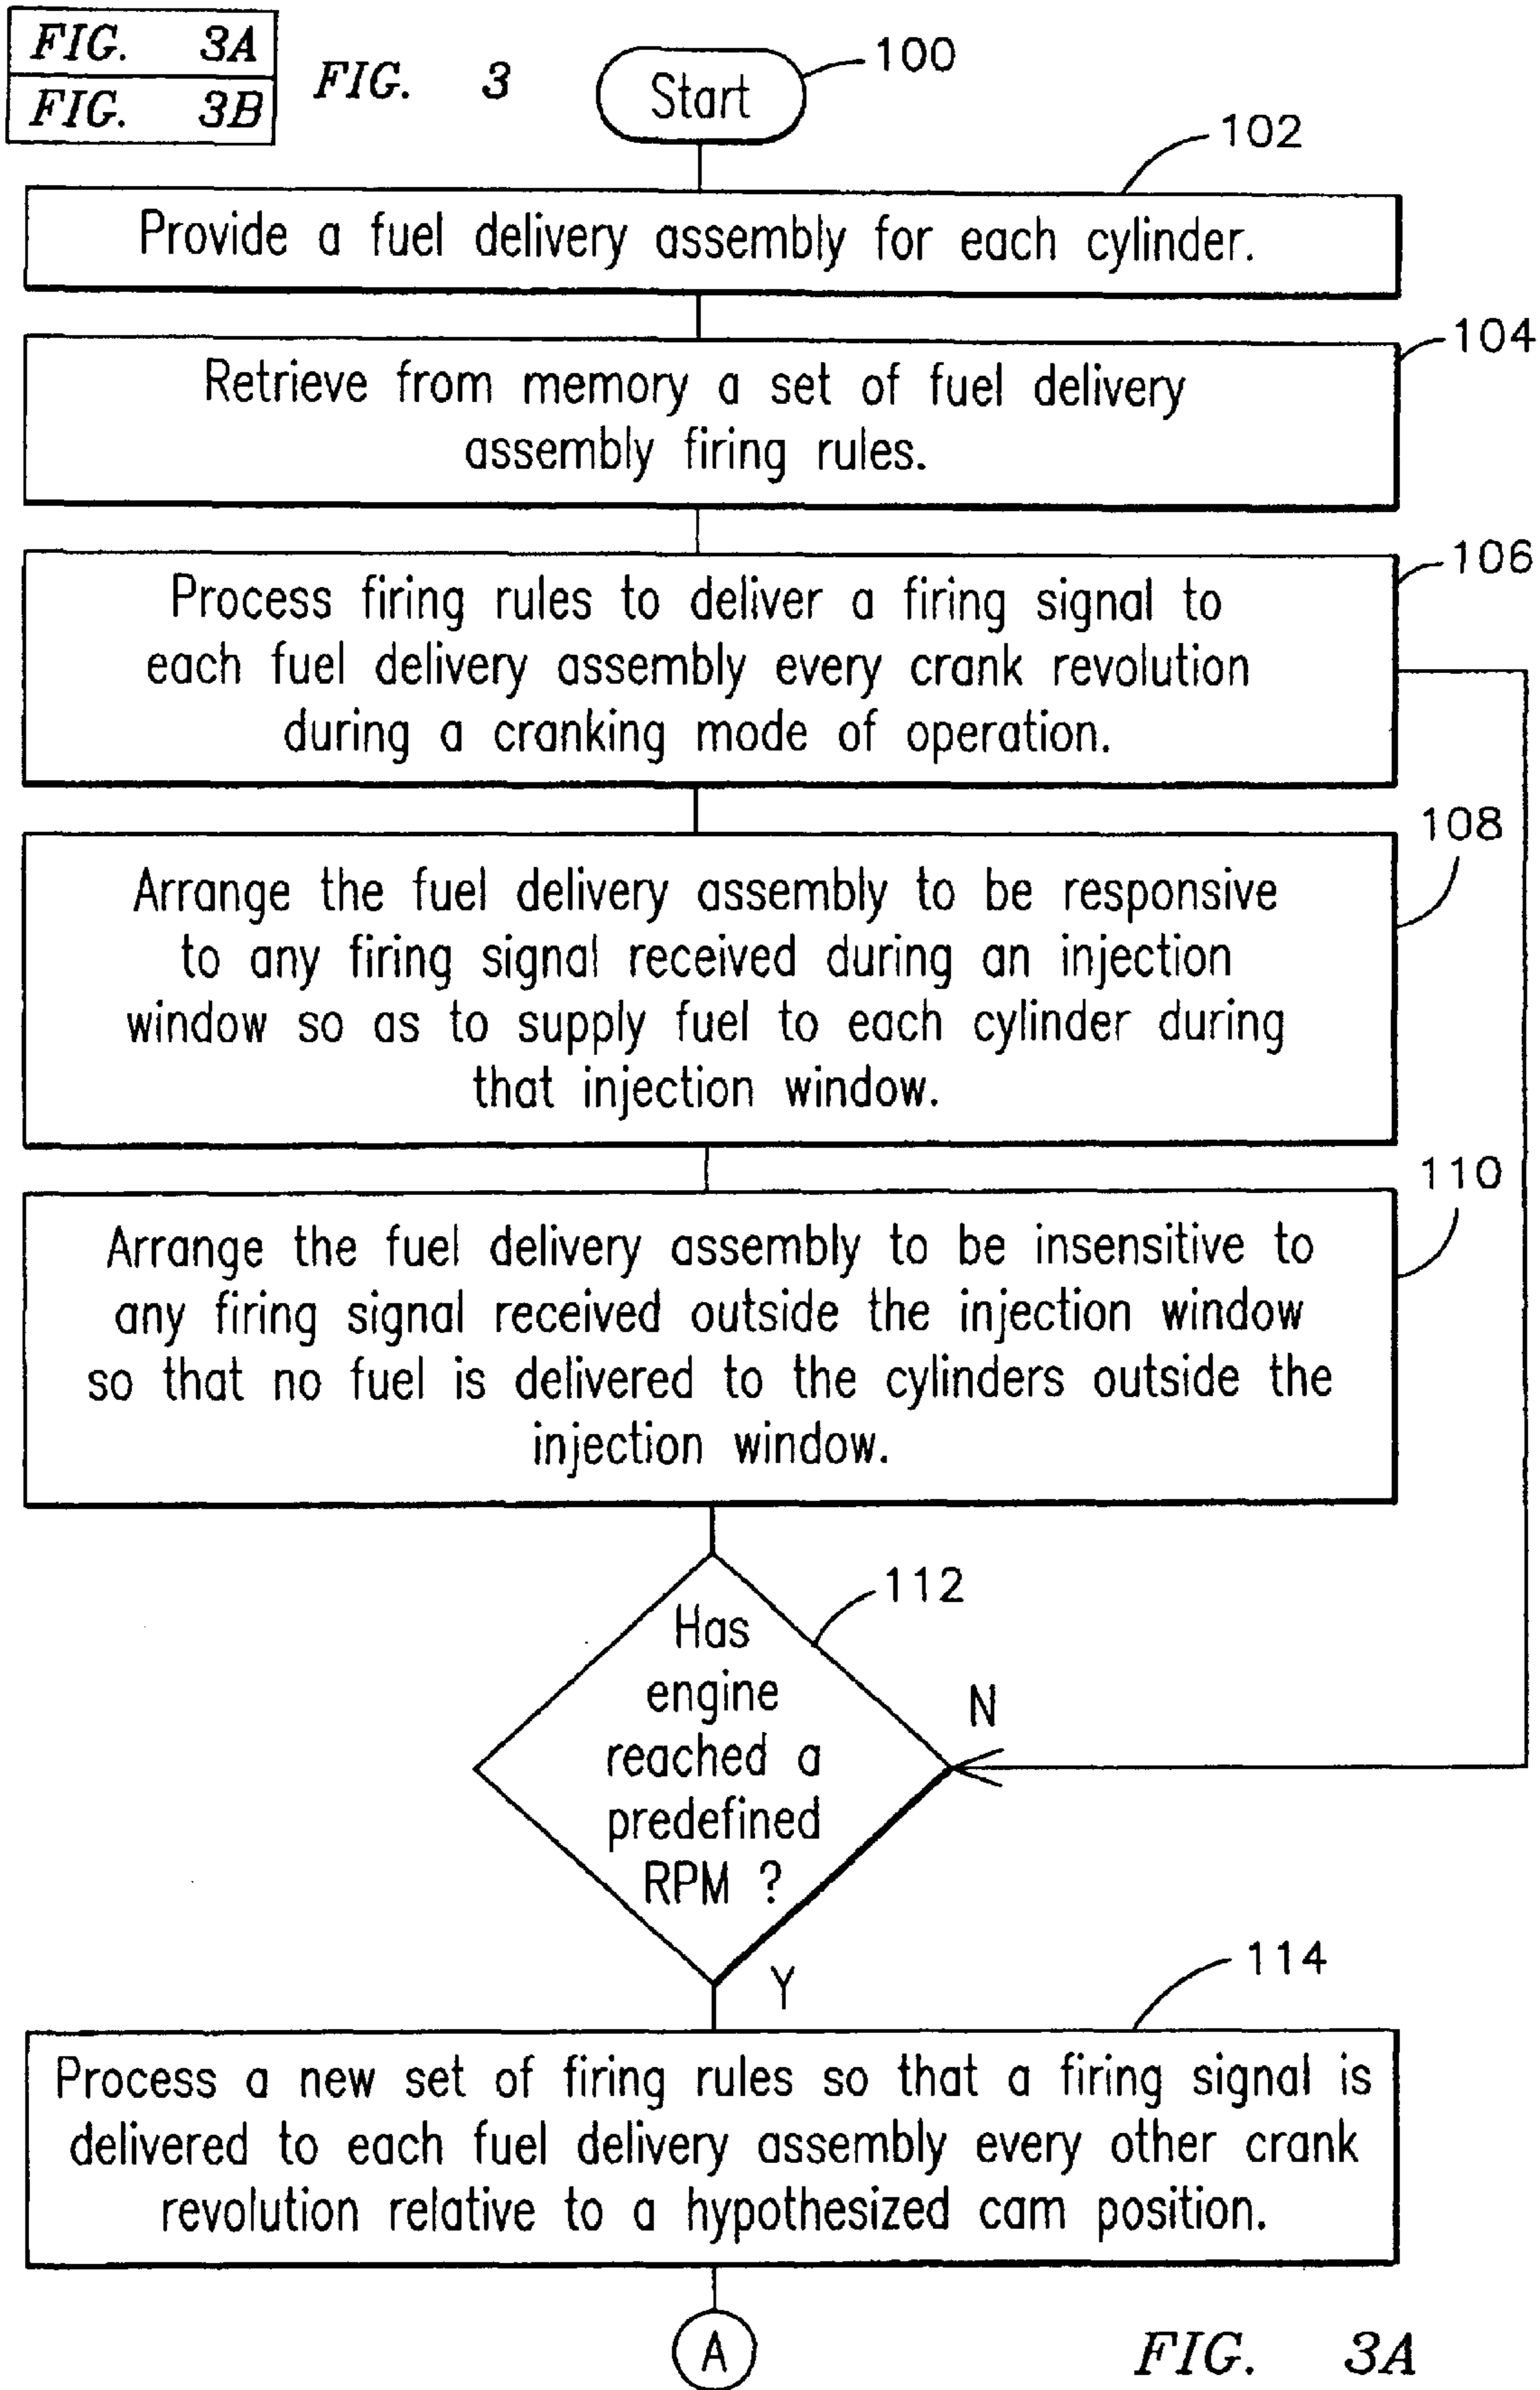 FIG. 3A
FIG. 3B
FIG. 3
Start
100
102
Provide a fuel delivery assembly for each cylinder.
104
Retrieve from memory a set of fuel delivery
assembly firing rules.
106
Process firing rules to deliver a firing signal to
each fuel delivery assembly every crank revolution
during a cranking mode of operation.
108
Arrange the fuel delivery assembly to be responsive
to any firing signal received during an injection
window so as to supply fuel to each cylinder during
that injection window.
110
Arrange the fuel delivery assembly to be insensitive to
any firing signal received outside the injection window
so that no fuel is delivered to the cylinders outside the
injection window.
112
Has
engine
reached a
predefined
RPM ?
N
Y
114
Process a new set of firing rules so that a firing signal is
delivered to each fuel delivery assembly every other crank
revolution relative to a hypothesized cam position.
A
FIG. 3A